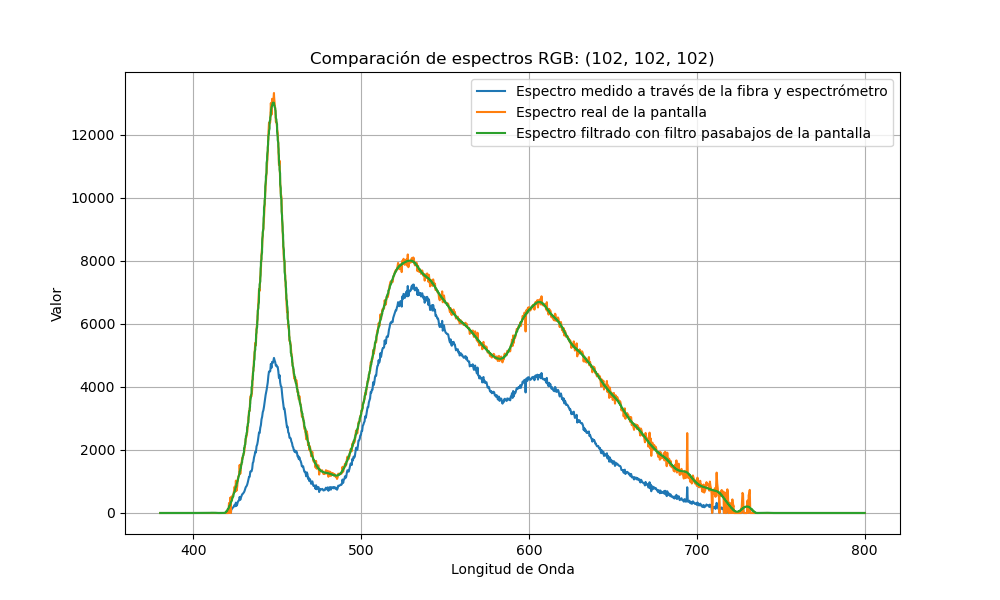 Comparación de espectros RGB: (102, 102, 102)
Espectro medido a través de la fibra y espectrómetro
Espectro real de la pantalla
Espectro filtrado con filtro pasabajos de la pantalla
Valor
12000
10000
8000
6000
4000
2000
0
400
500
600
700
800
Longitud de Onda